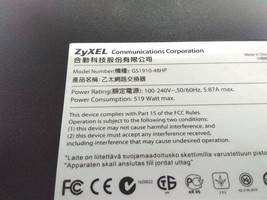 ZyXEL Communications Corporation
合勤科技股份有限公司
Model Number(機種): GS1910-48HP
Product Name(品名): 乙太網路交換器
Power Rating(額定電源): 100-240V~,50/60Hz, 5.87A max.
Power Consumption: 519 Watt max.
This device complies with Part 15 of the FCC Rules.
Operation is subject to the following two conditions:
(1) this device may not cause harmful interference, and
(2) this device must accept any interference received,
including interference that may cause undesired operation.
"Laite on liitettävä suojamaadoituskoskettimilla varustettuun pistorasiaan"
"Apparaten skall anslutas till jordat uttag"